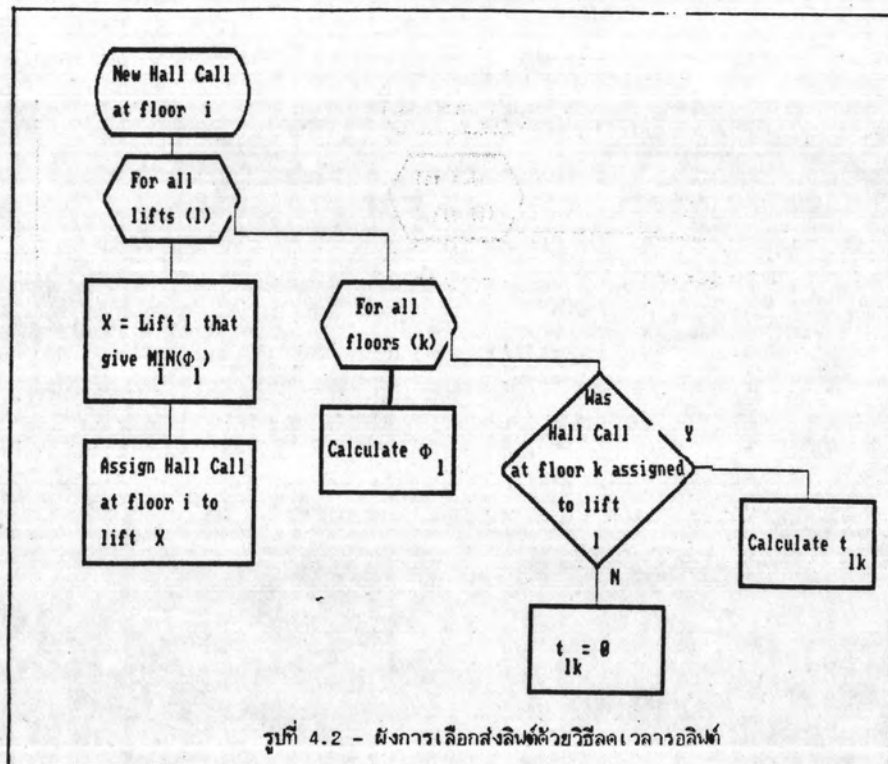 New Hall Call
at floor i
For all
lifts (l)
X = Lift l that
give MIN(Φ )
l l
Assign Hall Call
at floor i to
lift X
For all
floors (k)
Calculate Φ
l
Was
Hall Call
at floor k assigned
to lift
l
Y
N
Calculate t
lk
t = 0
lk
รูปที่ 4.2 - ผังการเลือกส่งลิฟต์ด้วยวิธีลดเวลารอลิฟต์